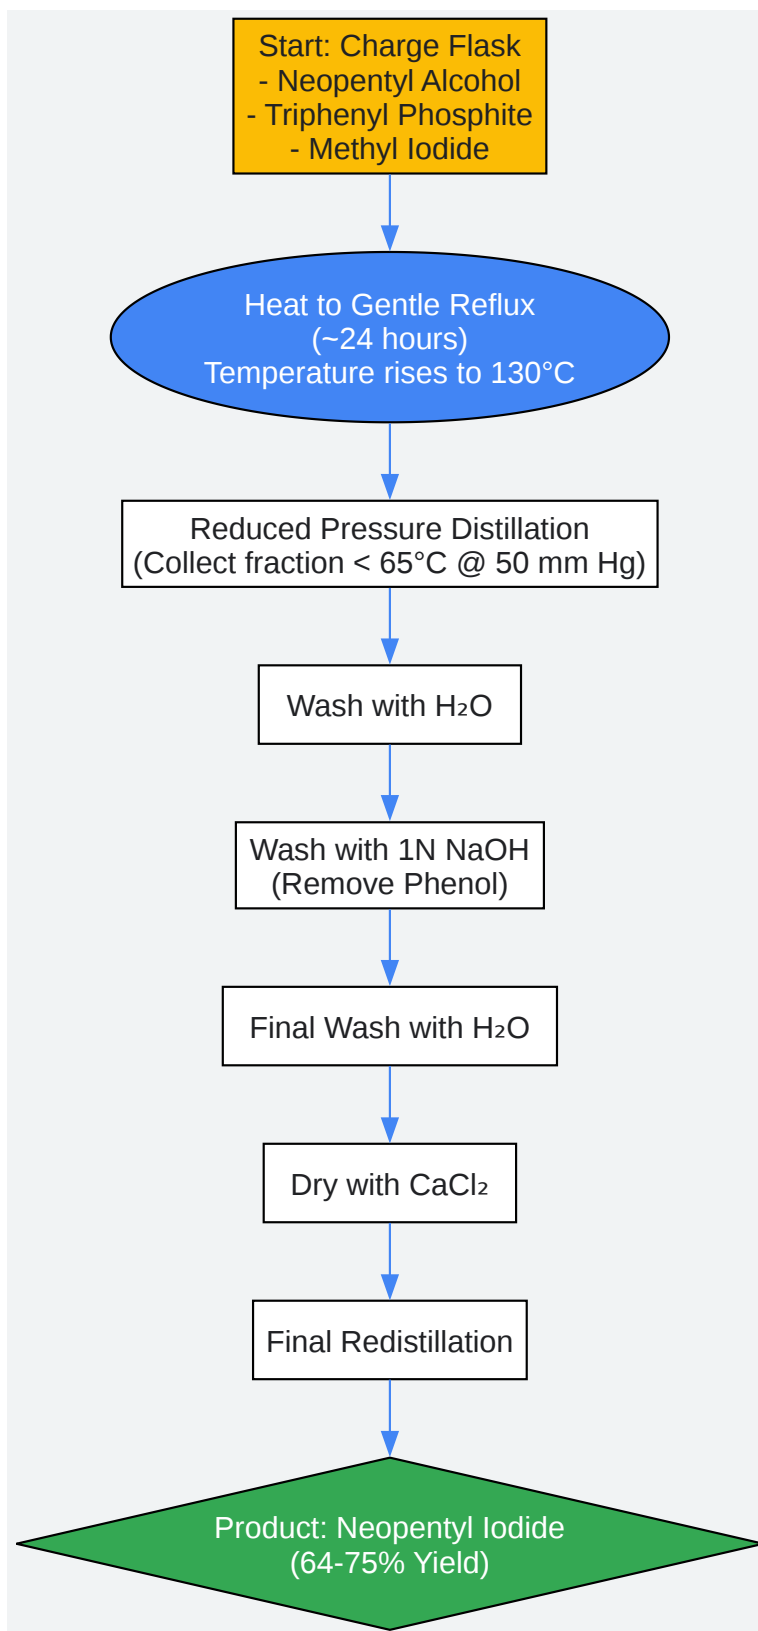 Start: Charge Flask
- Neopentyl Alcohol
- Triphenyl Phosphite
- Methyl Iodide
Heat to Gentle Reflux
(~24 hours)
Temperature rises to 130°C
Reduced Pressure Distillation
(Collect fraction < 65°C @ 50 mm Hg)
Wash with H₂O
Wash with 1N NaOH
(Remove Phenol)
Final Wash with H₂O
Dry with CaCl₂
Final Redistillation
Product: Neopentyl Iodide
(64-75% Yield)